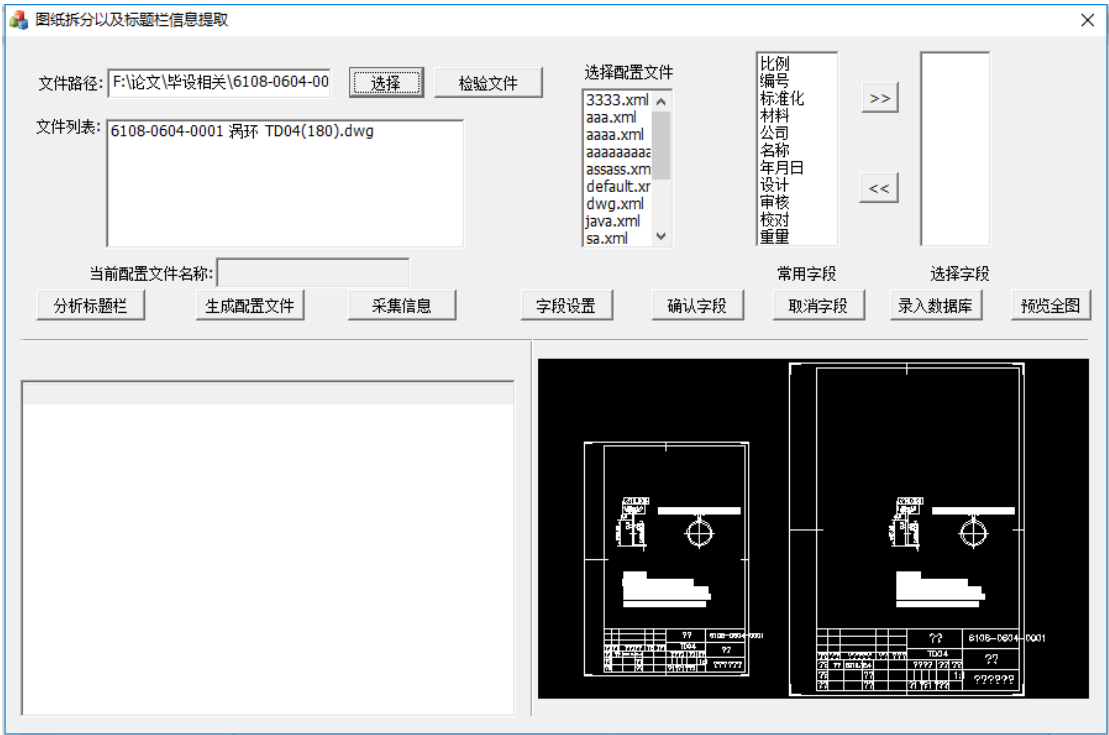 图纸拆分以及标题栏信息提取
文件路径: F:\论文\毕设相关\6108-0604-00 选择 检验文件
文件列表: 6108-0604-0001 涡环 TD04(180).dwg
选择配置文件
3333.xml
aaa.xml
aaaa.xml
aaaaaaaaa
assass.xm
default.xr
dwg.xml
java.xml
sa.xml
比例
编号
标准化
材料
公司
名称
年月日
设计
审核
校对
重量
>>
<<
当前配置文件名称:
常用字段 选择字段
分析标题栏 生成配置文件 采集信息 字段设置 确认字段 取消字段 录入数据库 预览全图
?? 6108-0604-0001
TD04
??
??????
?? 6108-0604-0001
TD04
??
???? ?? ??
1:1
??????